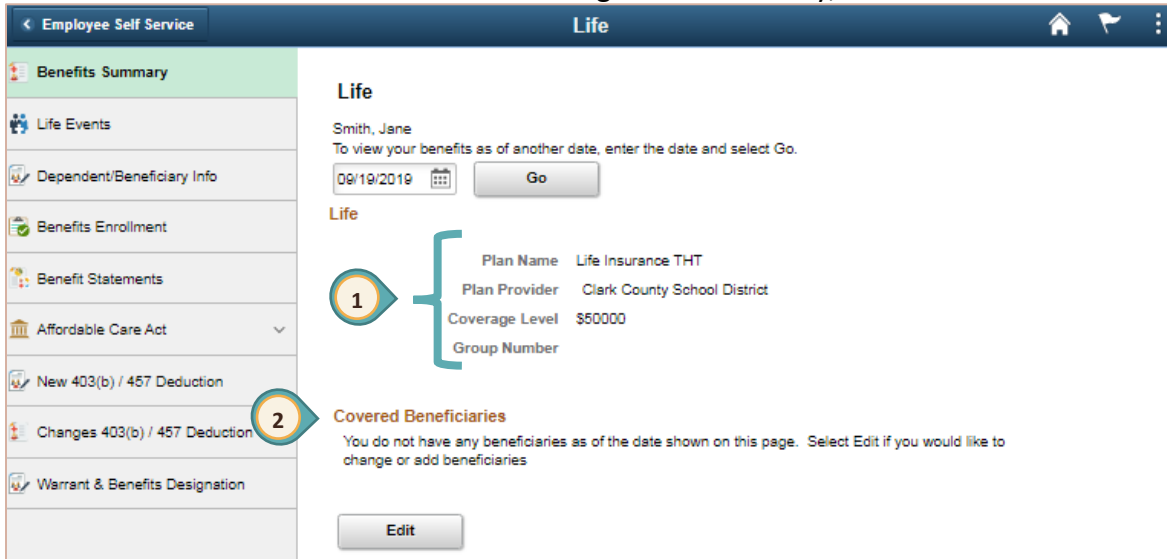 Employee Self Service
Life
Benefits Summary
Life Events
Dependent/Beneficiary Info
Benefits Enrollment
Benefit Statements
Affordable Care Act
New 403(b) / 457 Deduction
Changes 403(b) / 457 Deduction
Warrant & Benefits Designation
Life
Smith, Jane
To view your benefits as of another date, enter the date and select Go.
09/19/2019 Go
Life
1
Plan Name Life Insurance THT
Plan Provider Clark County School District
Coverage Level $50000
Group Number
2
Covered Beneficiaries
You do not have any beneficiaries as of the date shown on this page. Select Edit if you would like to
change or add beneficiaries
Edit